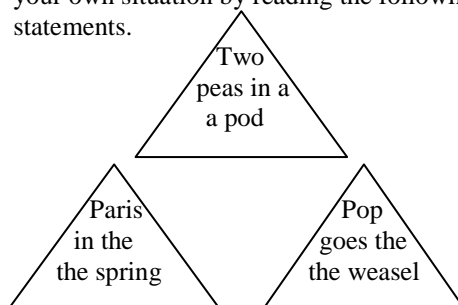 your own situation by reading the following
statements.
Two
peas in a
a pod
Paris
in the
the spring
Pop
goes the
the weasel